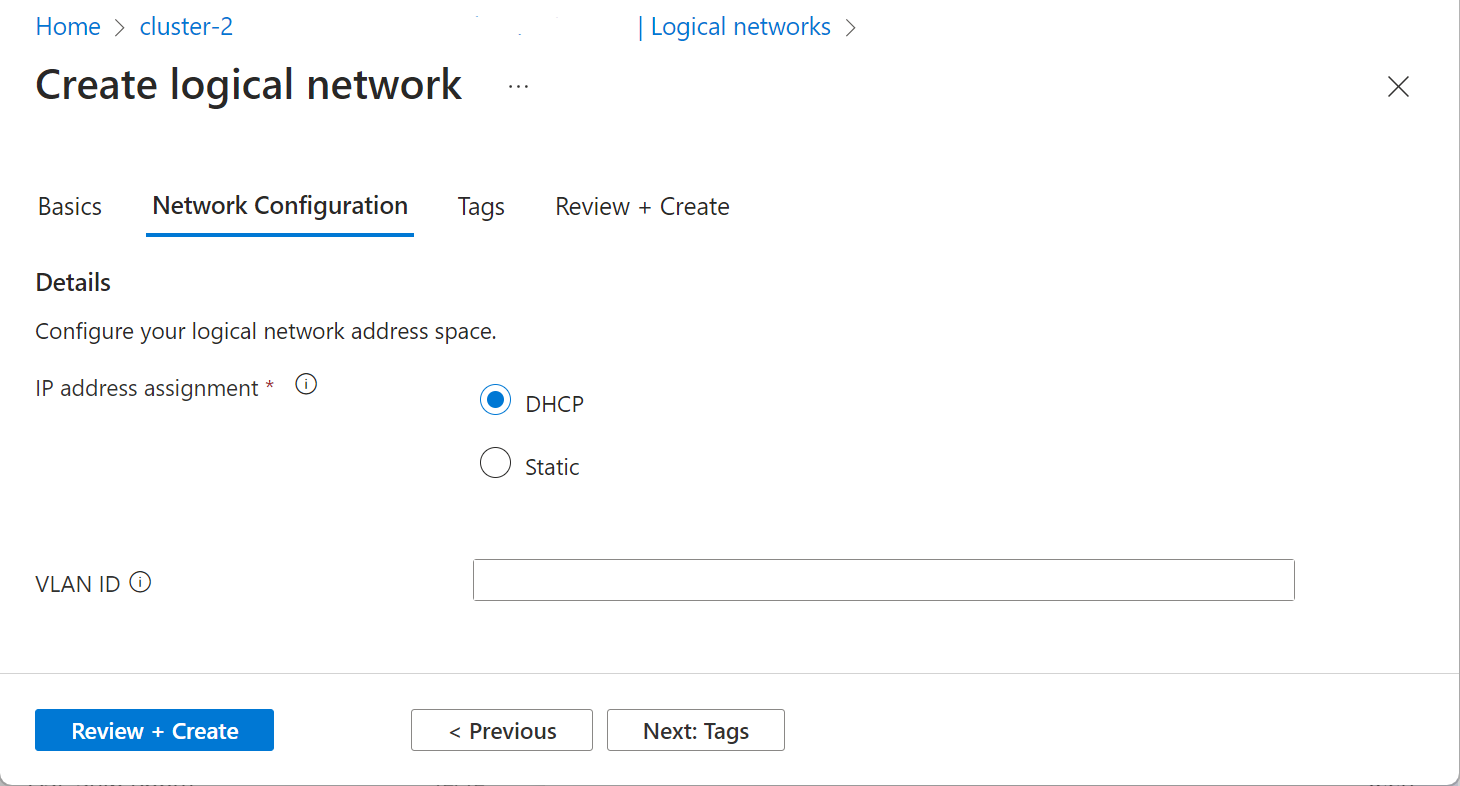 Home > cluster-2 | Logical networks >
Create logical network ...
Basics Network Configuration Tags Review + Create
Details
Configure your logical network address space.
IP address assignment *
DHCP
Static
VLAN ID
Review + Create < Previous Next: Tags